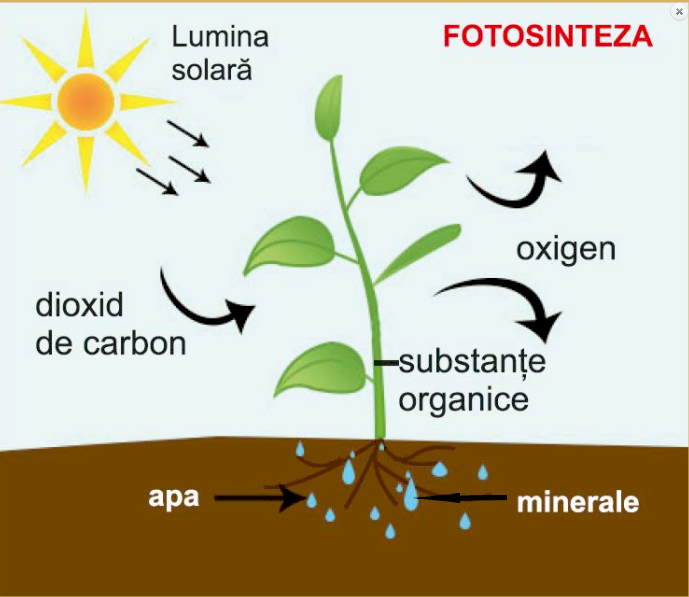 Lumina
solară
FOTOSINTEZA
oxigen
dioxid
de carbon
substanțe
organice
apa
minerale